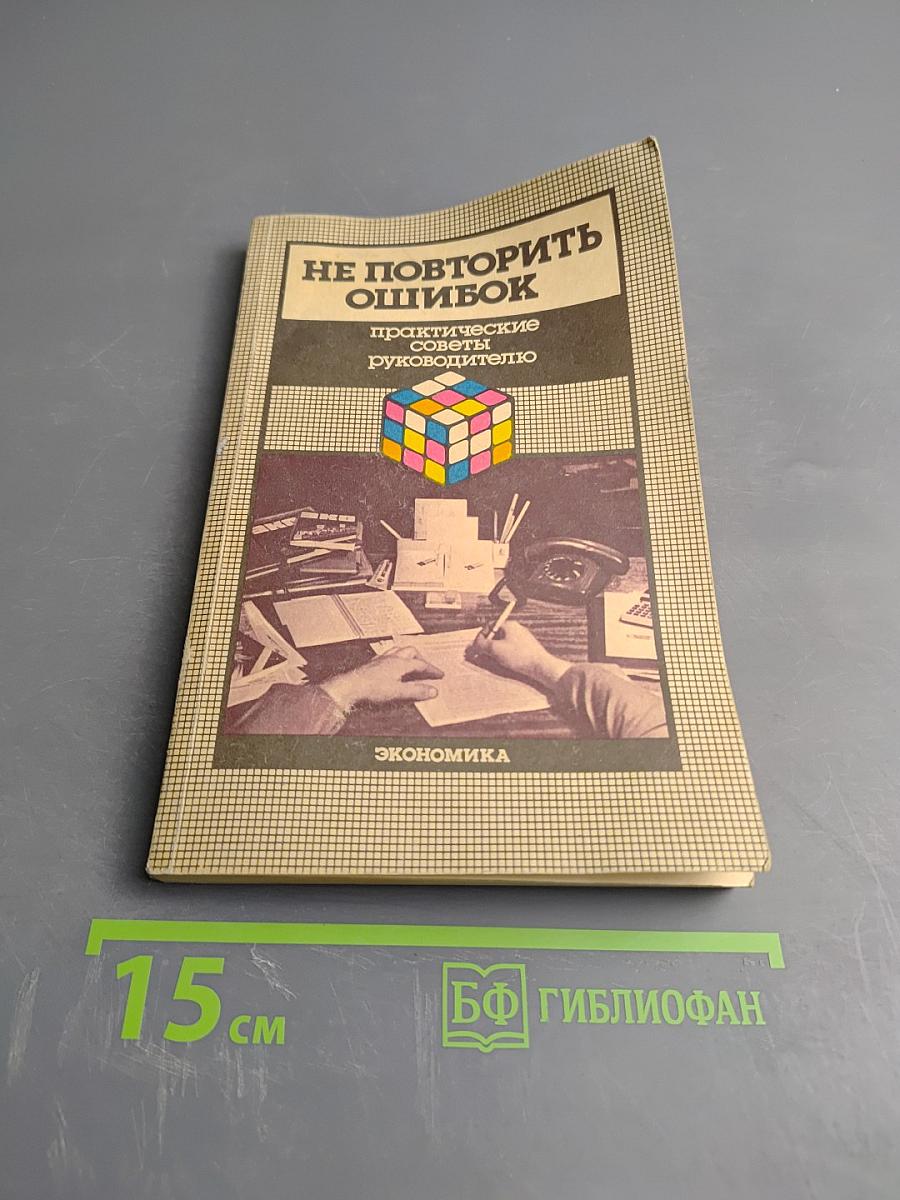 НЕ ПОВТОРИТЬ
ОШИБОК
практические
советы
руководителю
ЭКОНОМИКА
15 см
БФ ГИБЛИОФАН